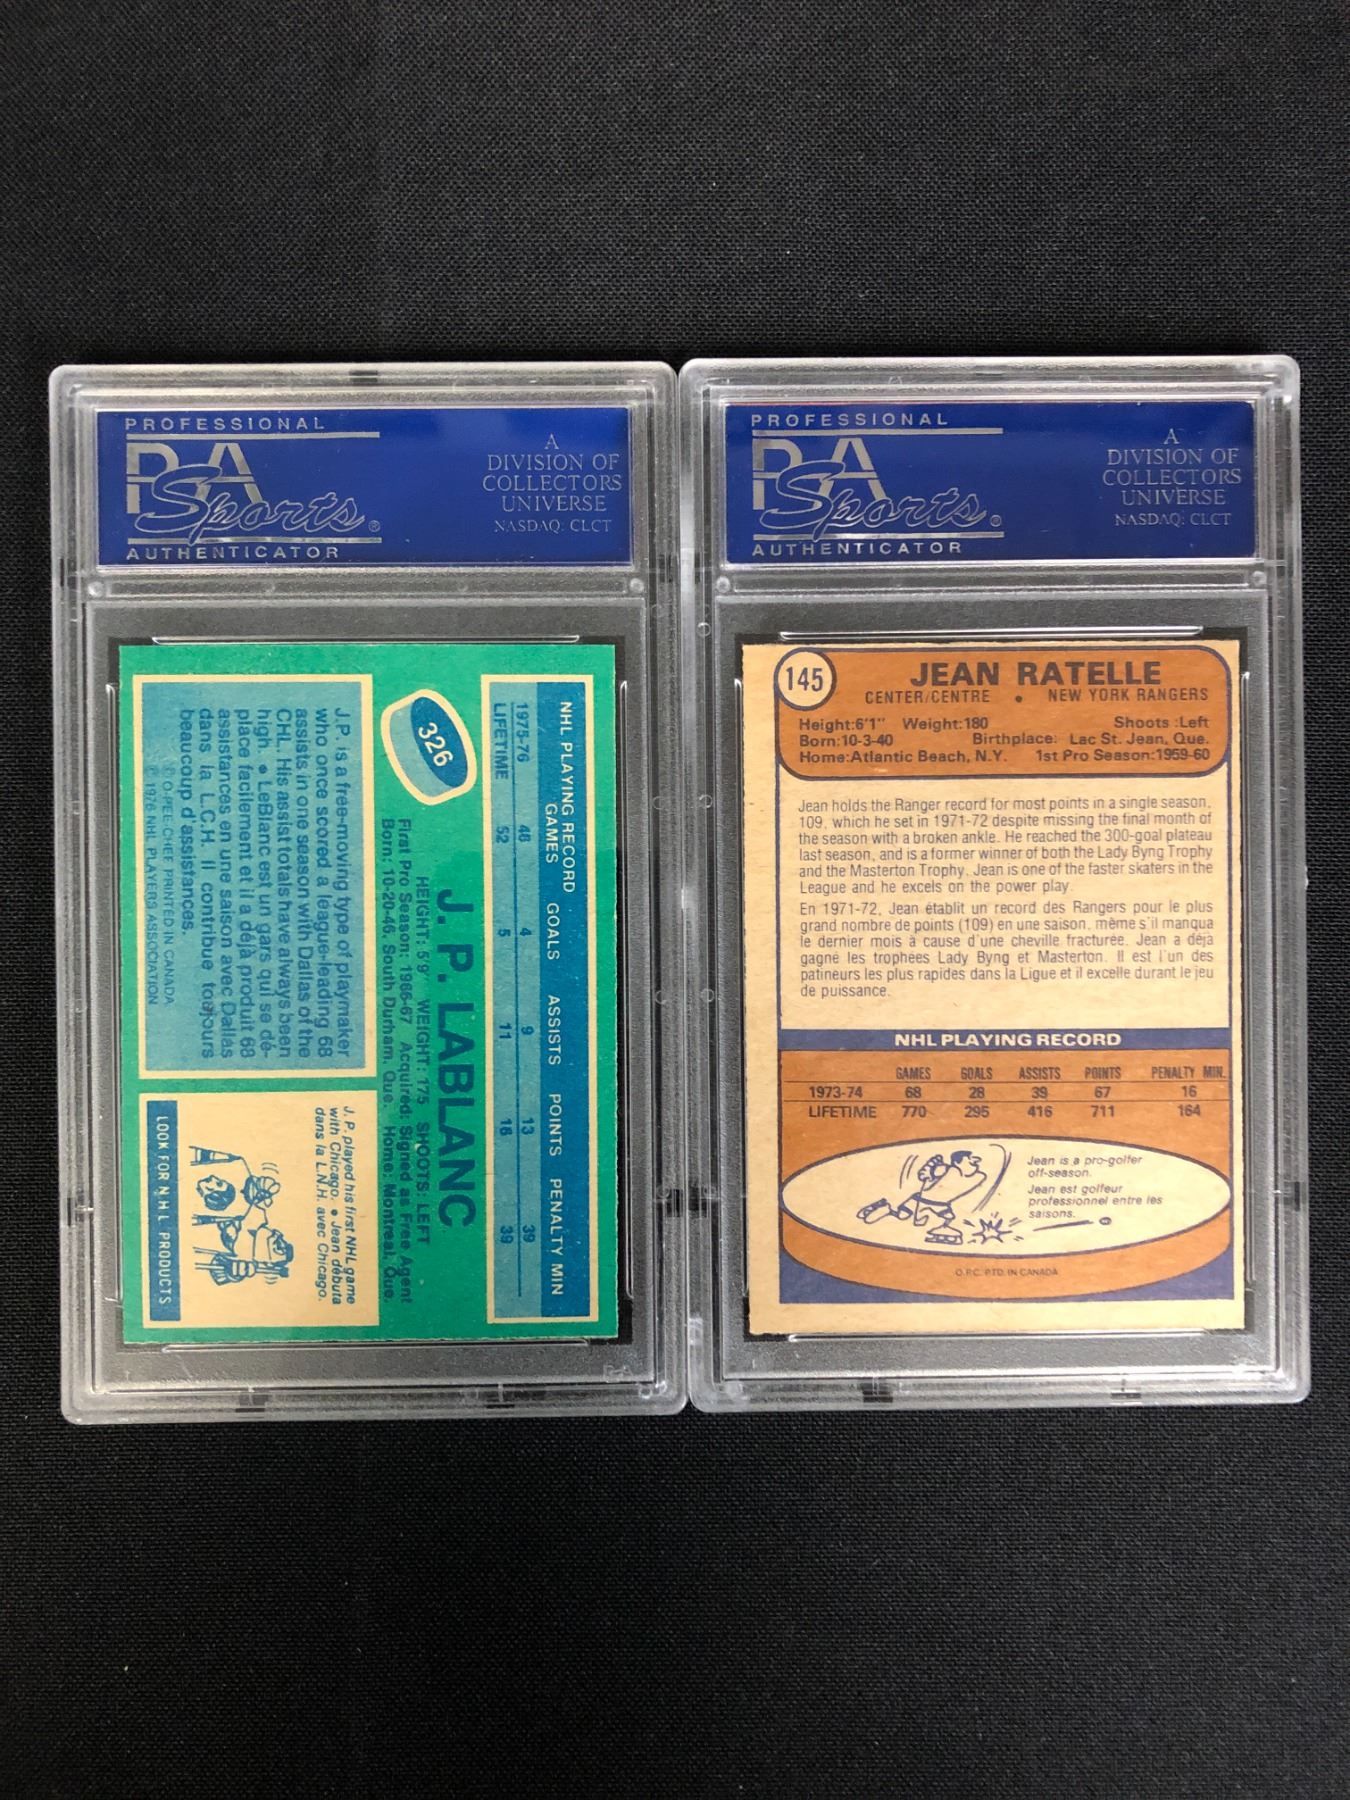 PROFESSIONAL
PSA
Sports®
AUTHENTICATOR
A
DIVISION OF
COLLECTORS
UNIVERSE
NASDAQ: CLCT
NHL PLAYING RECORD
GAMES GOALS ASSISTS POINTS PENALTY MIN
1975-76 46 4 9 13 39
LIFETIME 52 5 11 16 39
326
J. P. LABLANC
HEIGHT: 5'9" WEIGHT: 175 SHOOTS: LEFT
First Pro Season: 1966-67 Acquired: Signed as Free Agent
Born: 10-20-46, South Durham, Que. Home: Montreal, Que.
J.P. is a free-moving type of playmaker
who once scored a league-leading 68
assists in one season with Dallas of the
CHL. His assist totals have always been
high. • LeBlanc est un gars qui se dé-
place facilement et il a déjà produit 68
assistances en une saison avec Dallas
dans la L.C.H. Il contribue toujours
beaucoup d'assistances.
© O-PEE-CHEE PRINTED IN CANADA
© 1976 NHL PLAYERS ASSOCIATION
J. P. played his first NHL game
with Chicago. • Jean débuta
dans la L.N.H. avec Chicago.
LOOK FOR N H L PRODUCTS
PROFESSIONAL
PSA
Sports®
AUTHENTICATOR
A
DIVISION OF
COLLECTORS
UNIVERSE
NASDAQ: CLCT
145
JEAN RATELLE
CENTER/CENTRE • NEW YORK RANGERS
Height:6'1" Weight:180 Shoots :Left
Born:10-3-40 Birthplace: Lac St. Jean, Que.
Home:Atlantic Beach, N.Y. 1st Pro Season:1959-60
Jean holds the Ranger record for most points in a single season,
109, which he set in 1971-72 despite missing the final month of
the season with a broken ankle. He reached the 300-goal plateau
last season, and is a former winner of both the Lady Byng Trophy
and the Masterton Trophy. Jean is one of the faster skaters in the
League and he excels on the power play.
En 1971-72, Jean établit un record des Rangers pour le plus
grand nombre de points (109) en une saison, même s'il manqua
le dernier mois à cause d'une cheville fracturée. Jean a déjà
gagné les trophées Lady Byng et Masterton. Il est l'un des
patineurs les plus rapides dans la Ligue et il excelle durant le jeu
de puissance.
NHL PLAYING RECORD
GAMES GOALS ASSISTS POINTS PENALTY MIN.
1973-74 68 28 39 67 16
LIFETIME 770 295 416 711 164
Jean is a pro-golfer
off-season.
Jean est golfeur
professionnel entre les
saisons.
O.P.C. PTD. IN CANADA